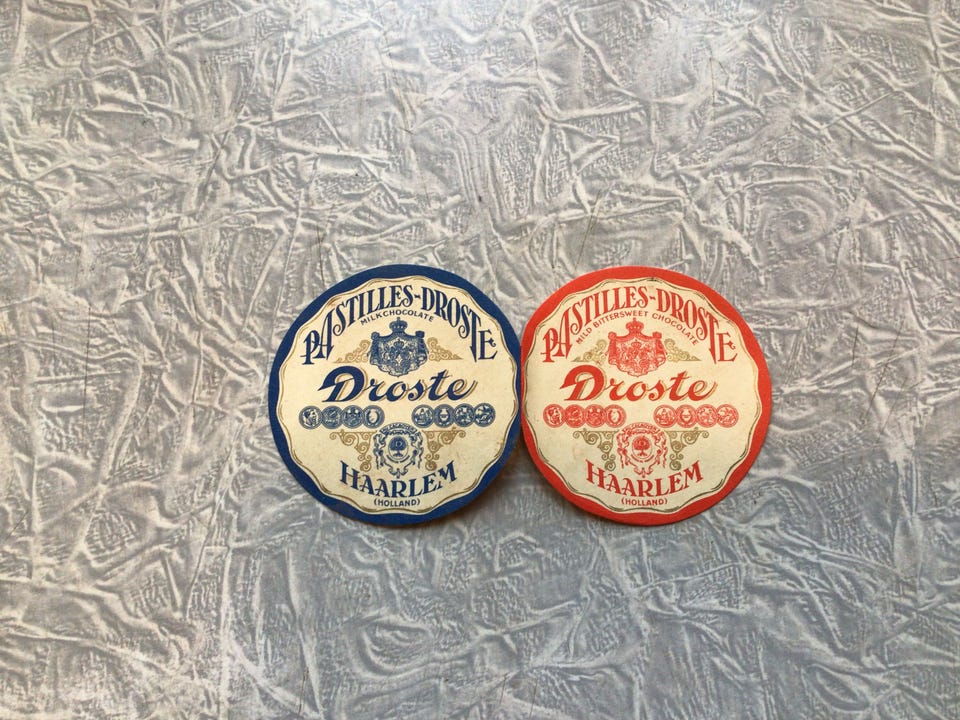 PASTILLES-DROSTE
MILKCHOCOLATE
Droste
HAARLEM
(HOLLAND)
PASTILLES-DROSTE
MILD BITTERSWEET CHOCOLATE
Droste
HAARLEM
(HOLLAND)